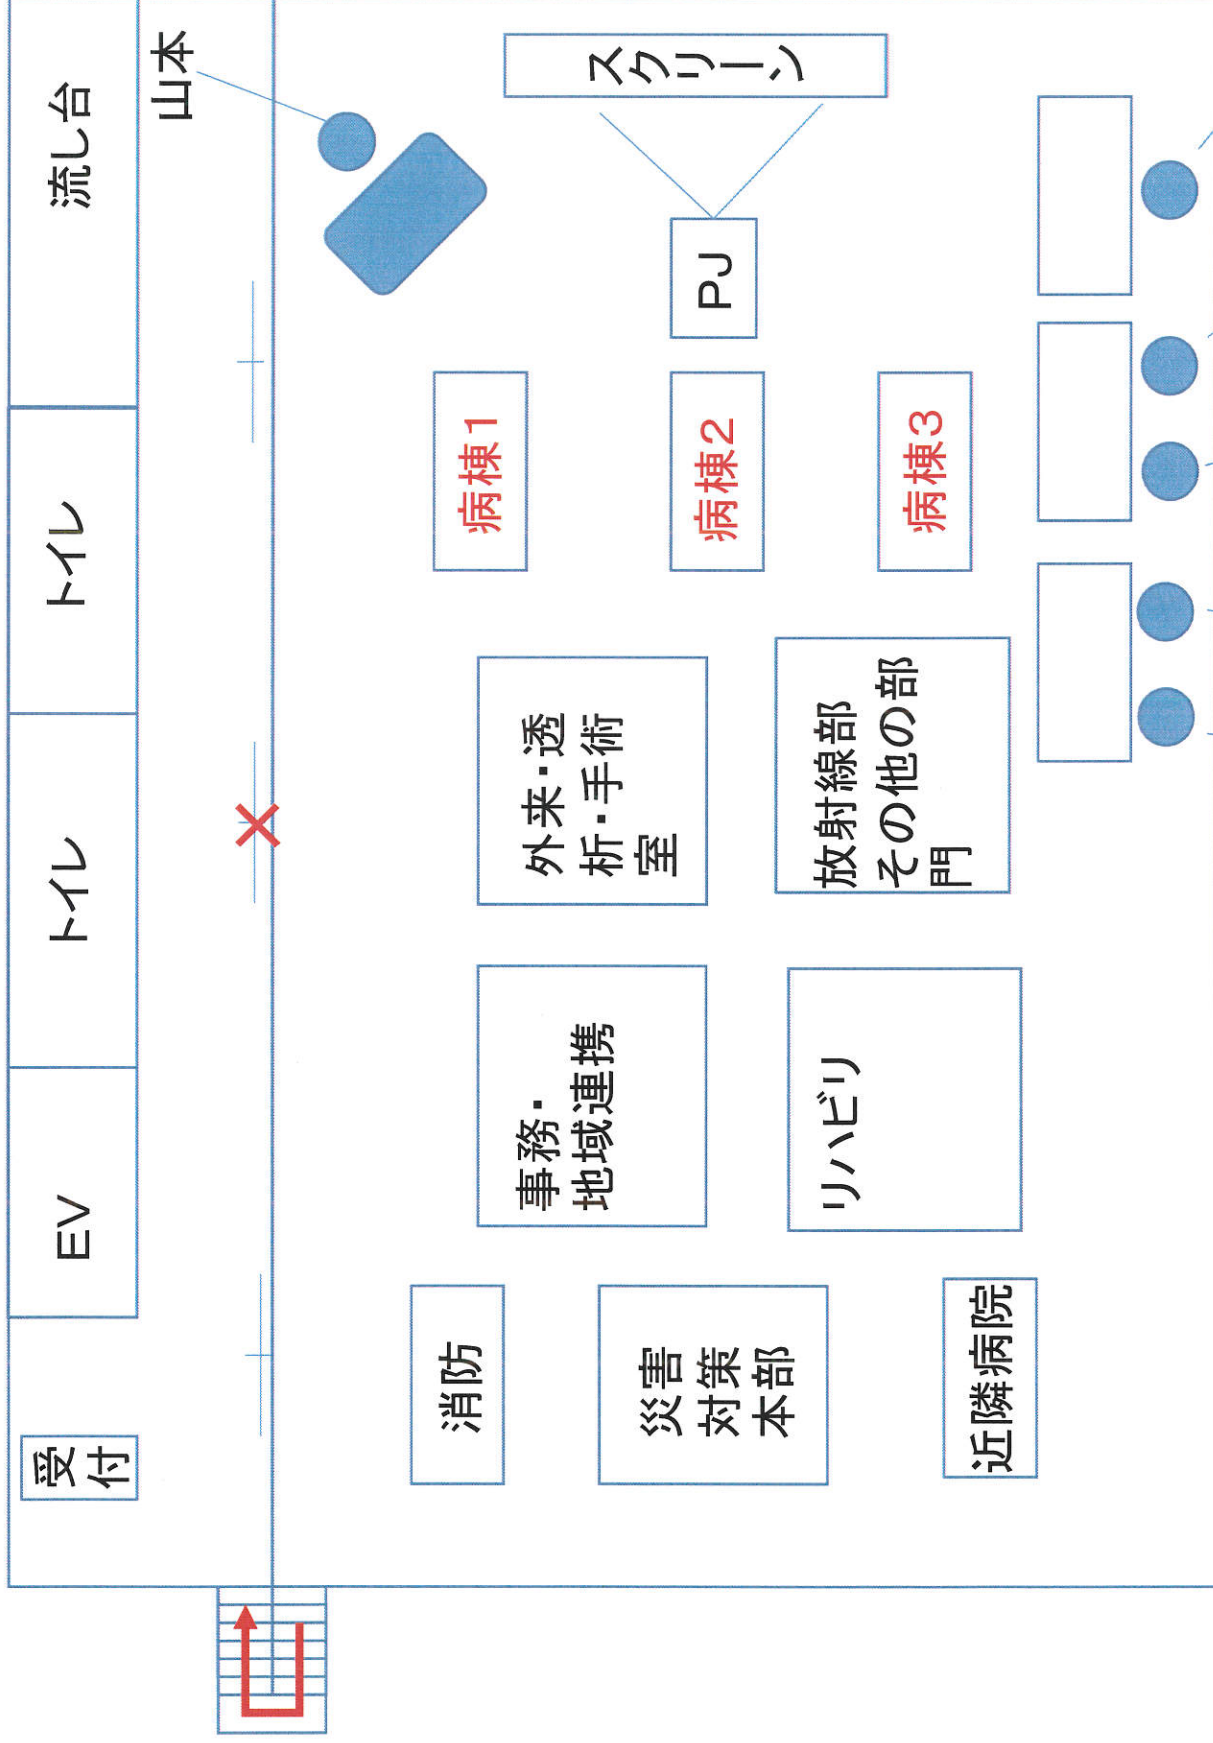 受
付
EV
トイレ
トイレ
流し台
山本
消防
災害
対策
本部
近隣病院
事務・
地域連携
リハビリ
外来・透
析・手術
室
放射線部
その他の部
門
病棟1
病棟2
病棟3
PJ
スクリーン